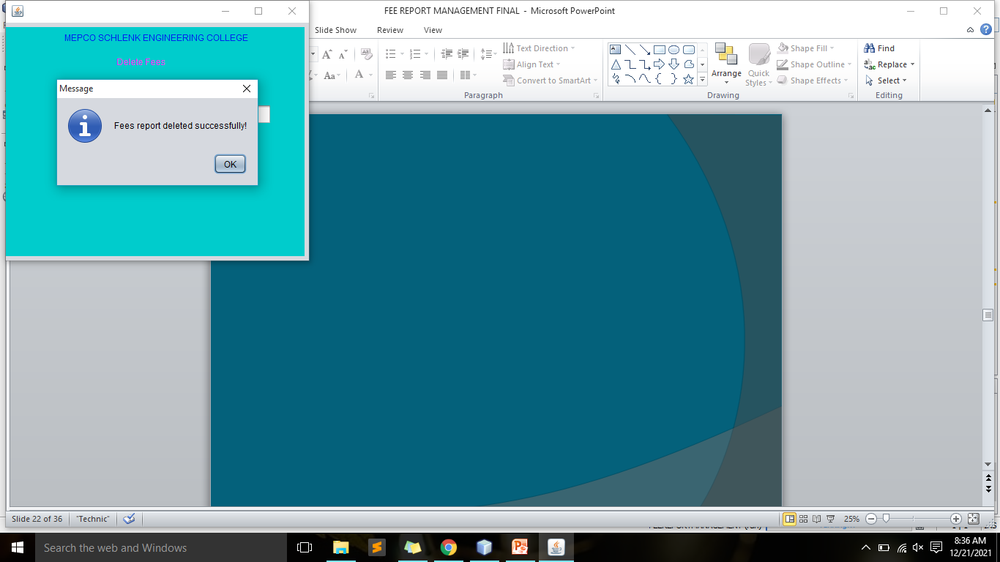 MEPCO SCHLENK ENGINEERING COLLEGE
Delete Fees
Message
Fees report deleted successfully!
OK
FEE REPORT MANAGEMENT FINAL - Microsoft PowerPoint
Slide Show Review View
Text Direction
Align Text
Convert to SmartArt
Paragraph
Arrange
Quick
Styles
Shape Fill
Shape Outline
Shape Effects
Drawing
Find
Replace
Select
Editing
Slide 22 of 36 "Technic" 25%
Search the web and Windows
8:36 AM
12/21/2021